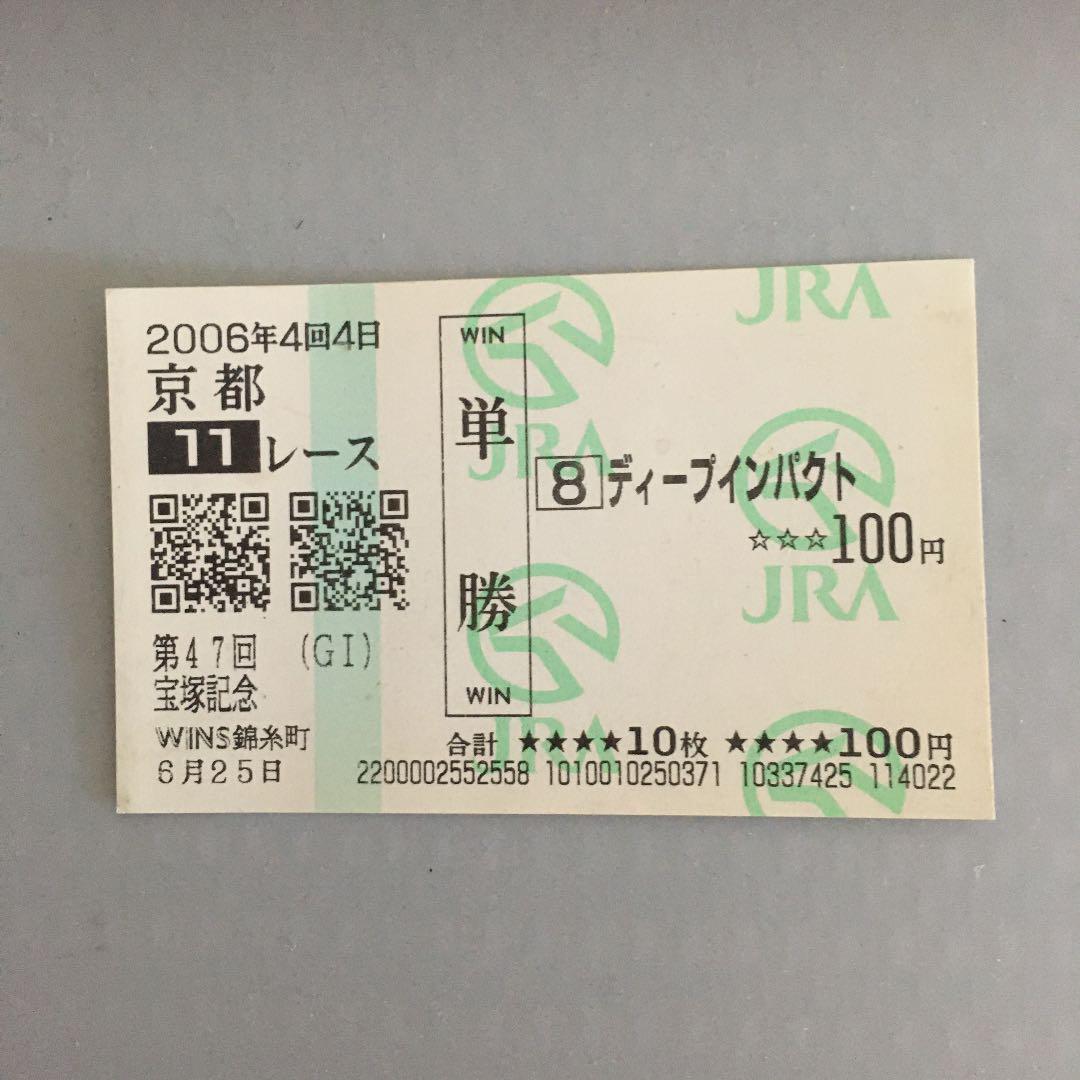 2006年4回4日
京都
11レース
第47回 (GI)
宝塚記念
WINS錦糸町
6月25日
WIN
単勝
WIN
8 ディープインパクト
☆☆☆100円
合計 ★★★★10枚 ★★★★100円
2200002552558 1010010250371 10337425 114022
JRA
JRA
JRA
JRA